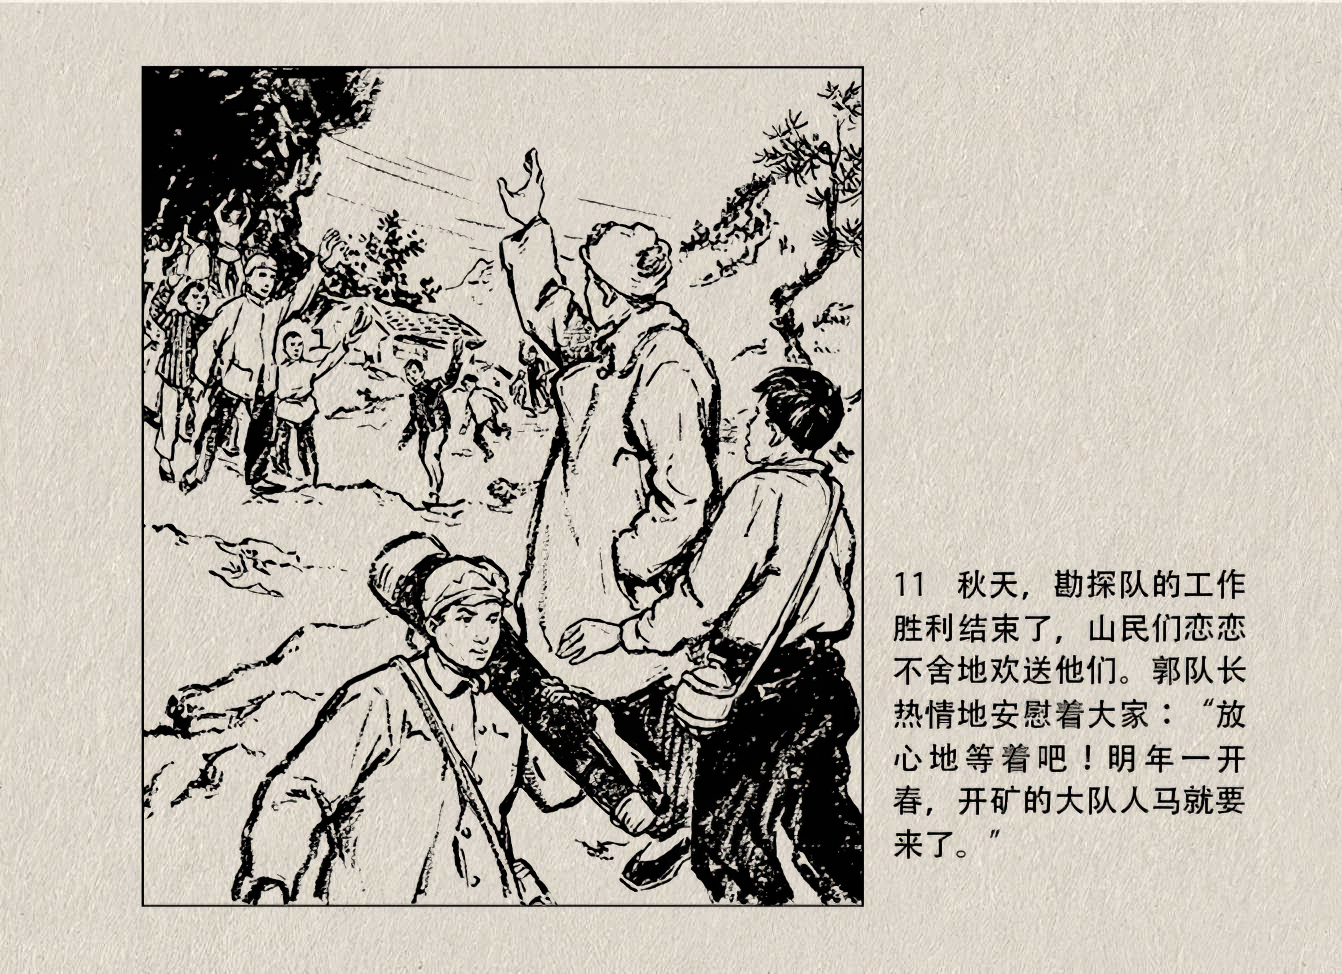 11　秋天，勘探队的工作
胜利结束了，山民们恋恋
不舍地欢送他们。郭队长
热情地安慰着大家：“放
心地等着吧！明年一开
春，开矿的大队人马就要
来了。”